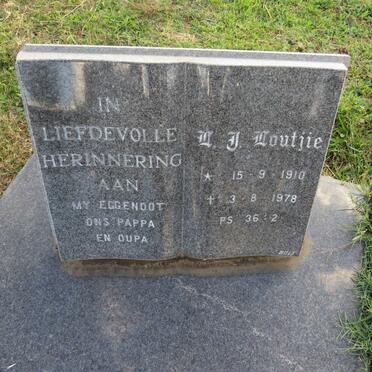 IN
LIEFDEVOLLE
HERINNERING
AAN
MY EGGENOOT
ONS PAPPA
EN OUPA
L. J. Loutjie
* 15-9-1910
+ 3-8-1978
PS 36:2